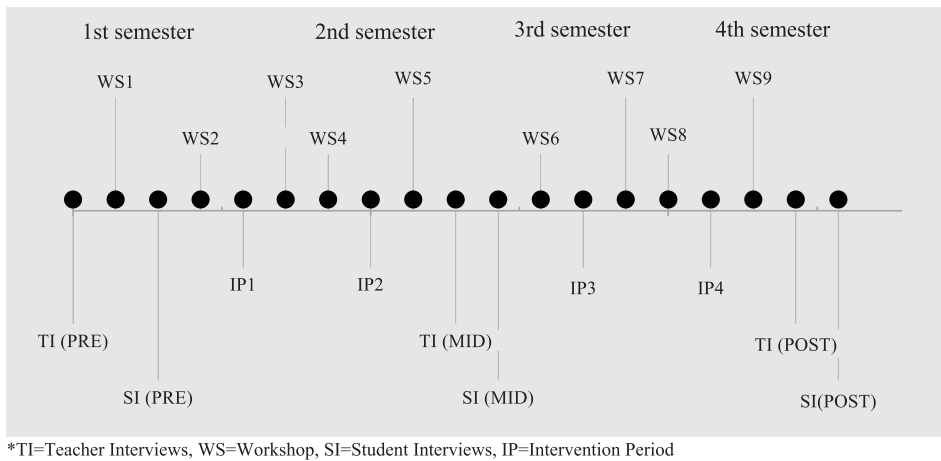 1st semester
2nd semester
3rd semester
4th semester
WS1
WS3
WS5
WS7
WS9
WS2
WS4
WS6
WS8
IP1
IP2
IP3
IP4
TI (PRE)
TI (MID)
TI (POST)
SI (PRE)
SI (MID)
SI(POST)
*TI=Teacher Interviews, WS=Workshop, SI=Student Interviews, IP=Intervention Period